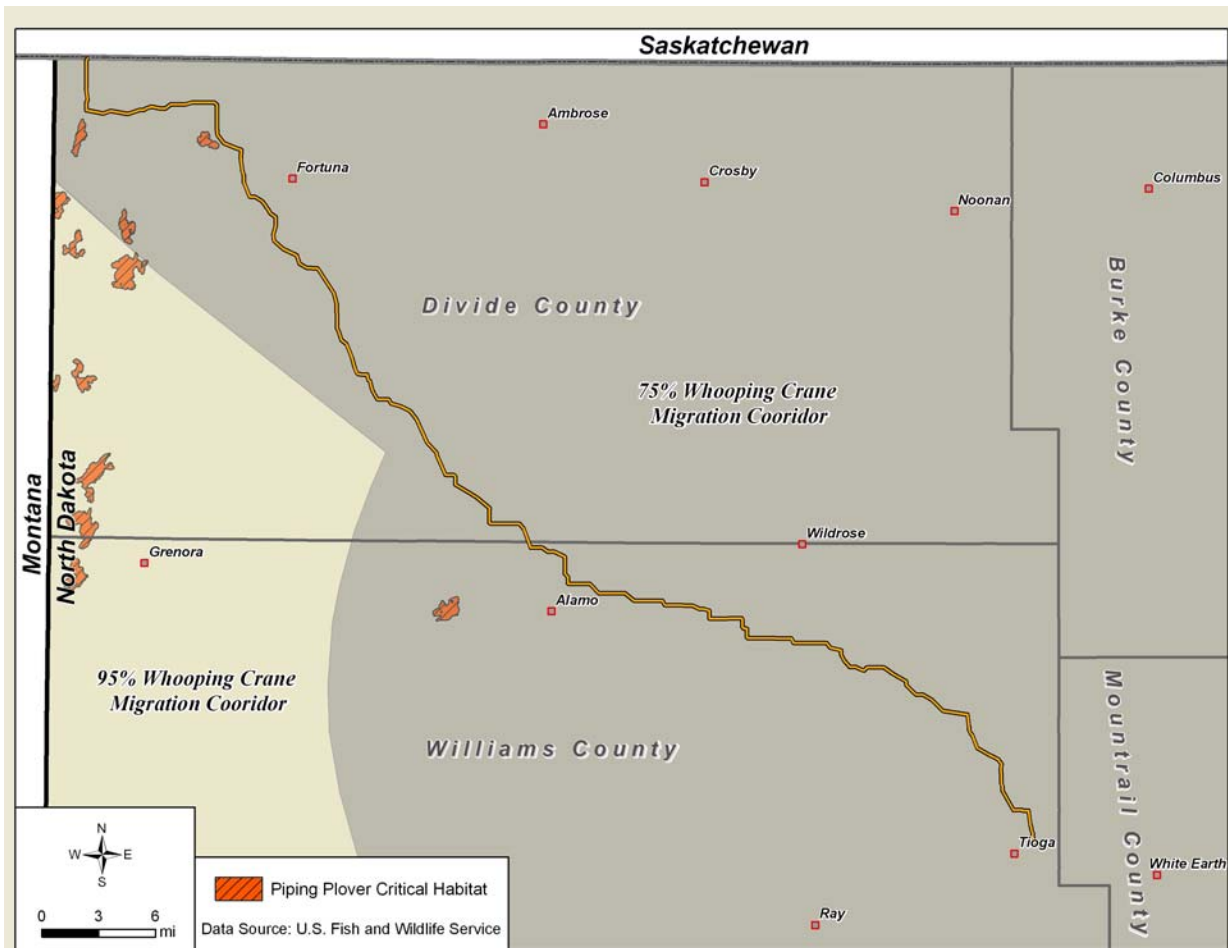 Saskatchewan
Ambrose
Fortuna
Crosby
Columbus
Noonan
Divide County
Burke County
75% Whooping Crane
Migration Cooridor
Montana
North Dakota
Grenora
Wildrose
Alamo
95% Whooping Crane
Migration Cooridor
Williams County
Mountrail County
Tioga
White Earth
Ray
N
W
E
S
0 3 6
mi
Piping Plover Critical Habitat
Data Source: U.S. Fish and Wildlife Service